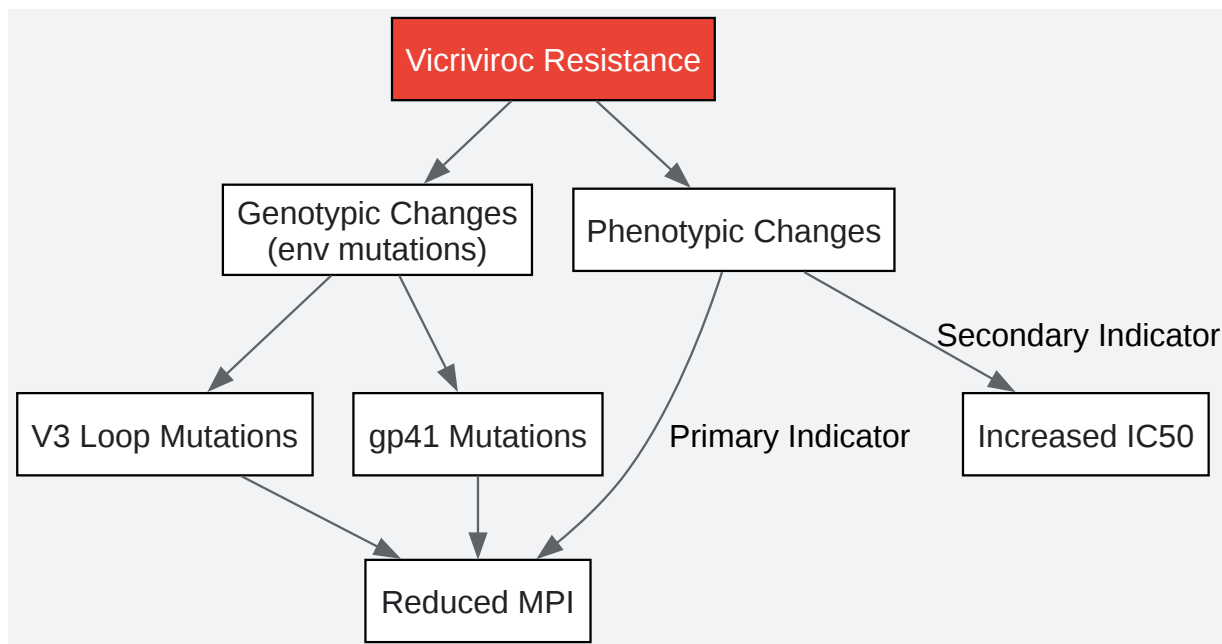 Vicriviroc Resistance
Genotypic Changes
(env mutations)
Phenotypic Changes
Secondary Indicator
V3 Loop Mutations
gp41 Mutations
Primary Indicator
Increased IC50
Reduced MPI